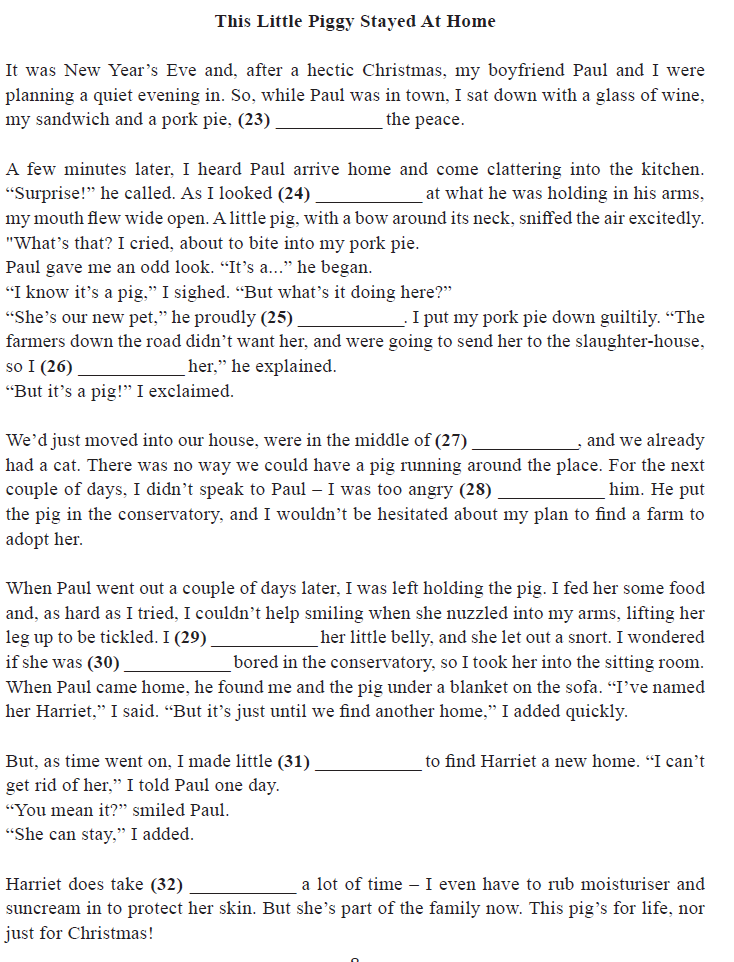 This Little Piggy Stayed At Home
It was New Year’s Eve and, after a hectic Christmas, my boyfriend Paul and I were
planning a quiet evening in. So, while Paul was in town, I sat down with a glass of wine,
my sandwich and a pork pie, (23) ____________ the peace.
A few minutes later, I heard Paul arrive home and come clattering into the kitchen.
“Surprise!” he called. As I looked (24) ____________ at what he was holding in his arms,
my mouth flew wide open. A little pig, with a bow around its neck, sniffed the air excitedly.
"What’s that? I cried, about to bite into my pork pie.
Paul gave me an odd look. “It’s a...” he began.
“I know it’s a pig,” I sighed. “But what’s it doing here?”
“She’s our new pet,” he proudly (25) ____________. I put my pork pie down guiltily. “The
farmers down the road didn’t want her, and were going to send her to the slaughter-house,
so I (26) ____________ her,” he explained.
“But it’s a pig!” I exclaimed.
We’d just moved into our house, were in the middle of (27) ____________, and we already
had a cat. There was no way we could have a pig running around the place. For the next
couple of days, I didn’t speak to Paul – I was too angry (28) ____________ him. He put
the pig in the conservatory, and I wouldn’t be hesitated about my plan to find a farm to
adopt her.
When Paul went out a couple of days later, I was left holding the pig. I fed her some food
and, as hard as I tried, I couldn’t help smiling when she nuzzled into my arms, lifting her
leg up to be tickled. I (29) ____________ her little belly, and she let out a snort. I wondered
if she was (30) ____________ bored in the conservatory, so I took her into the sitting room.
When Paul came home, he found me and the pig under a blanket on the sofa. “I’ve named
her Harriet,” I said. “But it’s just until we find another home,” I added quickly.
But, as time went on, I made little (31) ____________ to find Harriet a new home. “I can’t
get rid of her,” I told Paul one day.
“You mean it?” smiled Paul.
“She can stay,” I added.
Harriet does take (32) ____________ a lot of time – I even have to rub moisturiser and
suncream in to protect her skin. But she’s part of the family now. This pig’s for life, nor
just for Christmas!